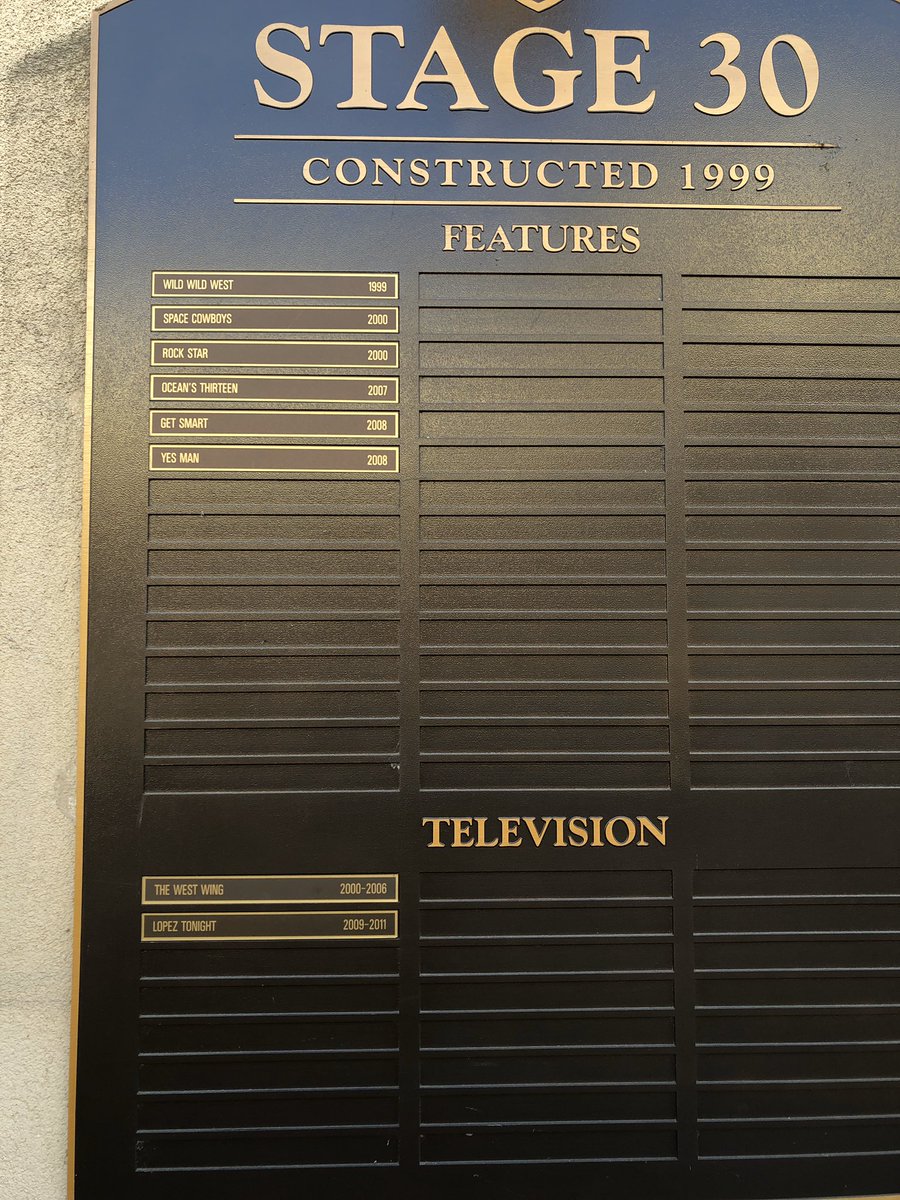 STAGE 30
CONSTRUCTED 1999
FEATURES
WILD WILD WEST 1999
SPACE COWBOYS 2000
ROCK STAR 2000
OCEAN'S THIRTEEN 2007
GET SMART 2008
YES MAN 2008
TELEVISION
THE WEST WING 2000-2006
LOPEZ TONIGHT 2009-2011